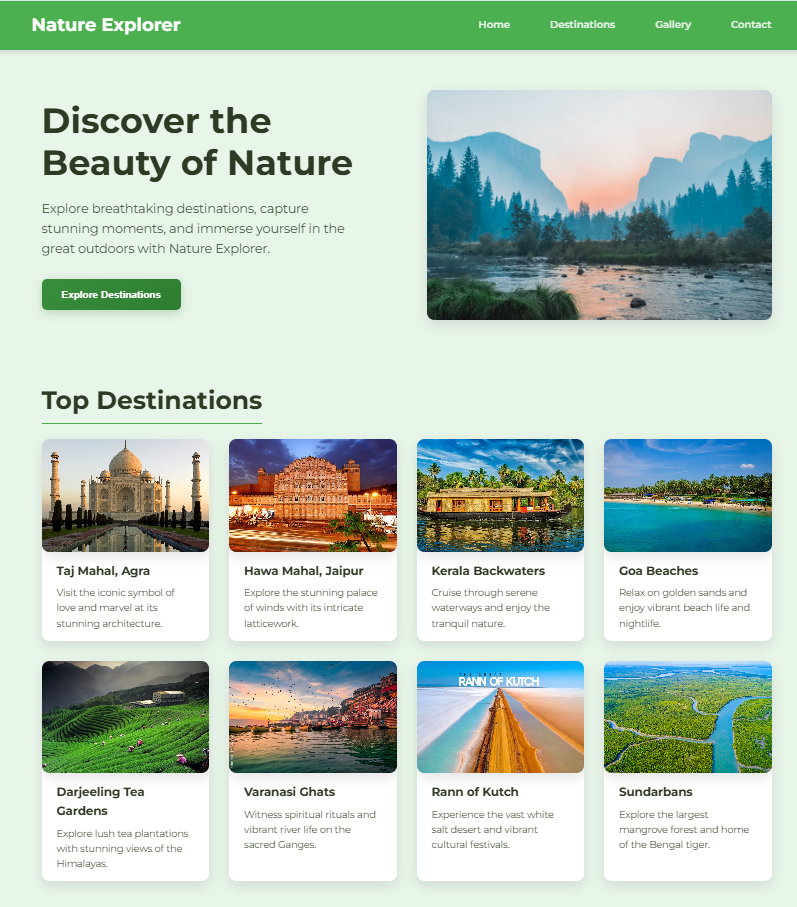 Nature Explorer
Home Destinations Gallery Contact
Discover the
Beauty of Nature
Explore breathtaking destinations, capture
stunning moments, and immerse yourself in the
great outdoors with Nature Explorer.
Explore Destinations
Top Destinations
Taj Mahal, Agra
Visit the iconic symbol of
love and marvel at its
stunning architecture.
Hawa Mahal, Jaipur
Explore the stunning palace
of winds with its intricate
latticework.
Kerala Backwaters
Cruise through serene
waterways and enjoy the
tranquil nature.
Goa Beaches
Relax on golden sands and
enjoy vibrant beach life and
nightlife.
Darjeeling Tea
Gardens
Explore lush tea plantations
with stunning views of the
Himalayas.
Varanasi Ghats
Witness spiritual rituals and
vibrant river life on the
sacred Ganges.
RANN OF KUTCH
Rann of Kutch
Experience the vast white
salt desert and vibrant
cultural festivals.
Sundarbans
Explore the largest
mangrove forest and home
of the Bengal tiger.